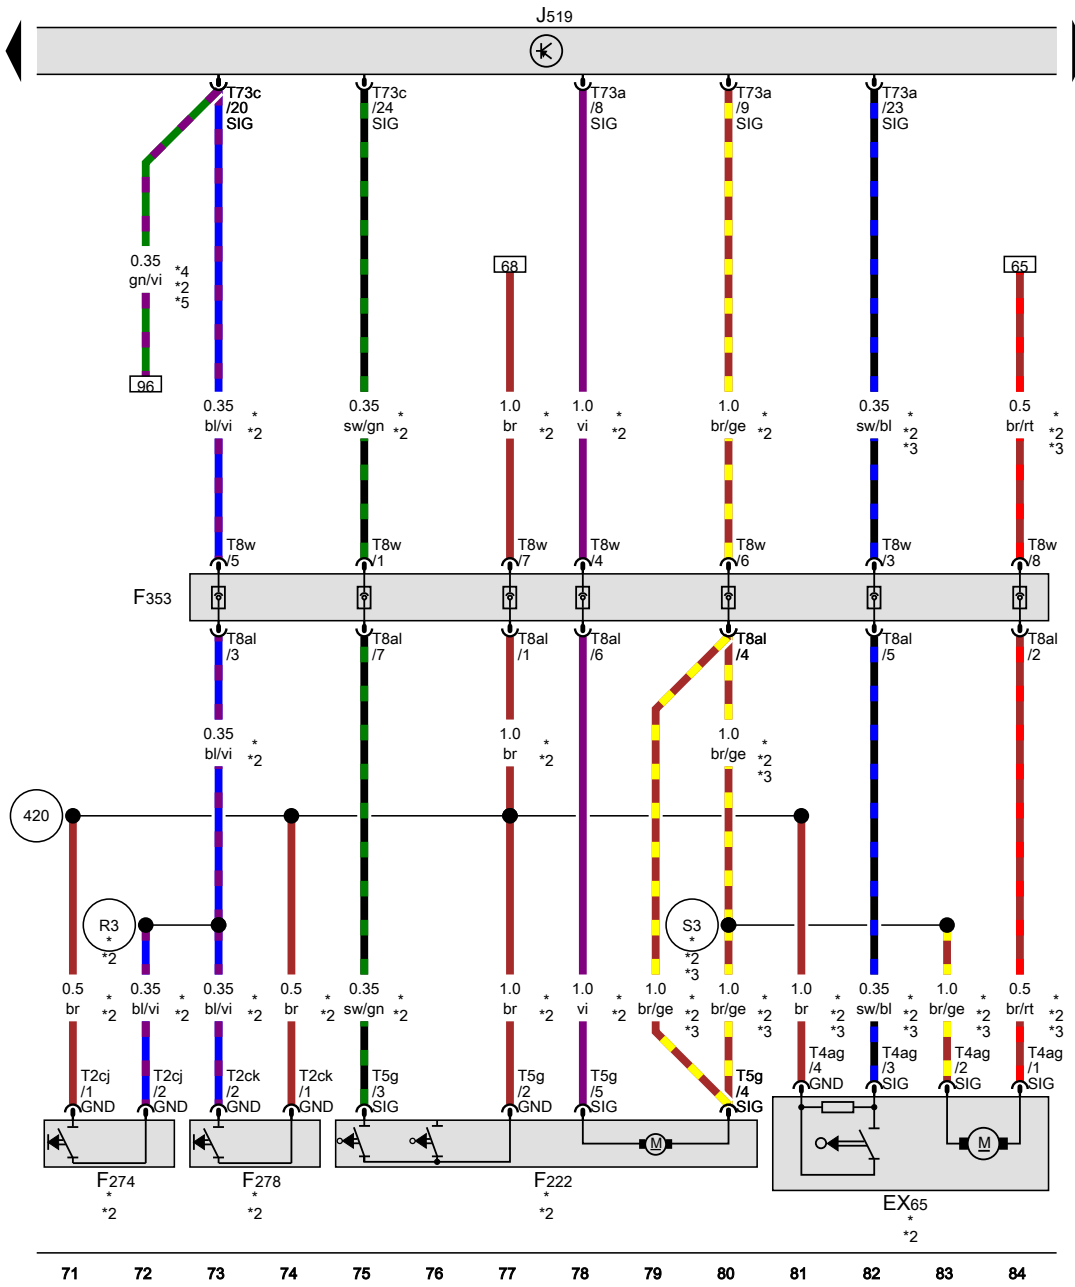 J519
T73c
/20
SIG
T73c
/24
SIG
T73a
/8
SIG
T73a
/9
SIG
T73a
/23
SIG
0.35
gn/vi
*4
*2
*5
68
65
96
0.35
bl/vi
*
*2
0.35
sw/gn
*
*2
1.0
br
*
*2
1.0
vi
*
*2
1.0
br/ge
*
*2
0.35
sw/bl
*
*2
*3
0.5
br/rt
*
*2
*3
T8w
/5
T8w
/1
T8w
/7
T8w
/4
T8w
/6
T8w
/3
T8w
/8
F353
T8al
/3
T8al
/7
T8al
/1
T8al
/6
T8al
/4
T8al
/5
T8al
/2
0.35
bl/vi
*
*2
1.0
br
*
*2
1.0
br/ge
*
*2
*3
420
R3
*
*2
S3
*
*2
*3
0.5
br
*
*2
0.35
bl/vi
*
*2
0.35
bl/vi
*
*2
0.5
br
*
*2
0.35
sw/gn
*
*2
1.0
br
*
*2
1.0
vi
*
*2
1.0
br/ge
*
*2
*3
1.0
br/ge
*
*2
*3
1.0
br
*
*2
*3
0.35
sw/bl
*
*2
*3
1.0
br/ge
*
*2
*3
0.5
br/rt
*
*2
*3
T2cj
/1
GND
T2cj
/2
GND
T2ck
/2
GND
T2ck
/1
GND
T5g
/3
SIG
T5g
/2
GND
T5g
/5
SIG
T5g
/4
SIG
T4ag
/4
GND
T4ag
/3
SIG
T4ag
/2
SIG
T4ag
/1
SIG
M
M
F274
*
*2
F278
*
*2
F222
*
*2
EX65
*
*2
71 72 73 74 75 76 77 78 79 80 81 82 83 84